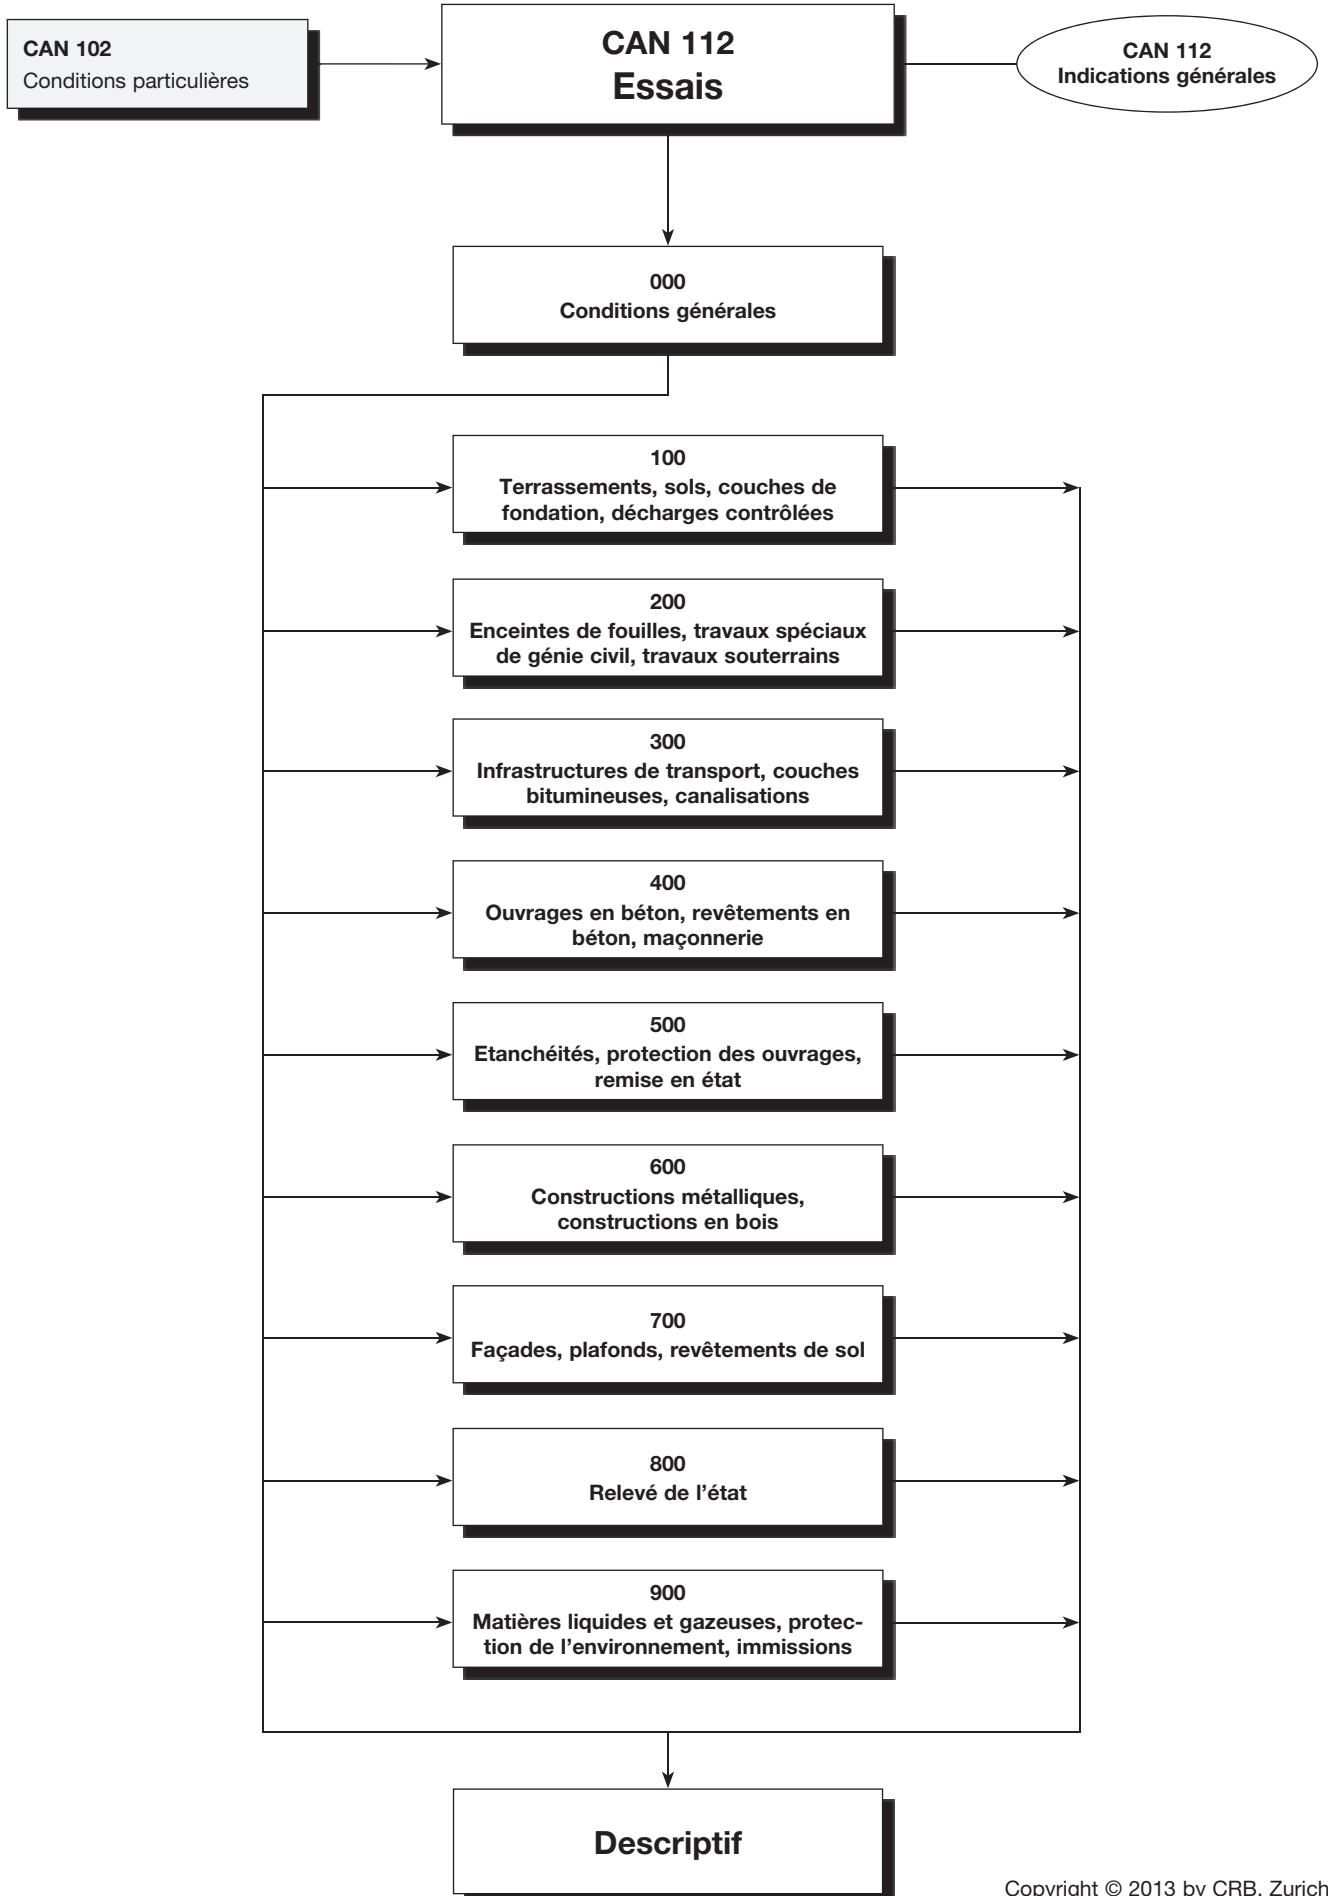 CAN 102
Conditions particulières
CAN 112
Essais
CAN 112
Indications générales
000
Conditions générales
100
Terrassements, sols, couches de
fondation, décharges contrôlées
200
Enceintes de fouilles, travaux spéciaux
de génie civil, travaux souterrains
300
Infrastructures de transport, couches
bitumineuses, canalisations
400
Ouvrages en béton, revêtements en
béton, maçonnerie
500
Etanchéités, protection des ouvrages,
remise en état
600
Constructions métalliques,
constructions en bois
700
Façades, plafonds, revêtements de sol
800
Relevé de l’état
900
Matières liquides et gazeuses, protec-
tion de l’environnement, immissions
Descriptif
Copyright © 2013 by CRB, Zurich